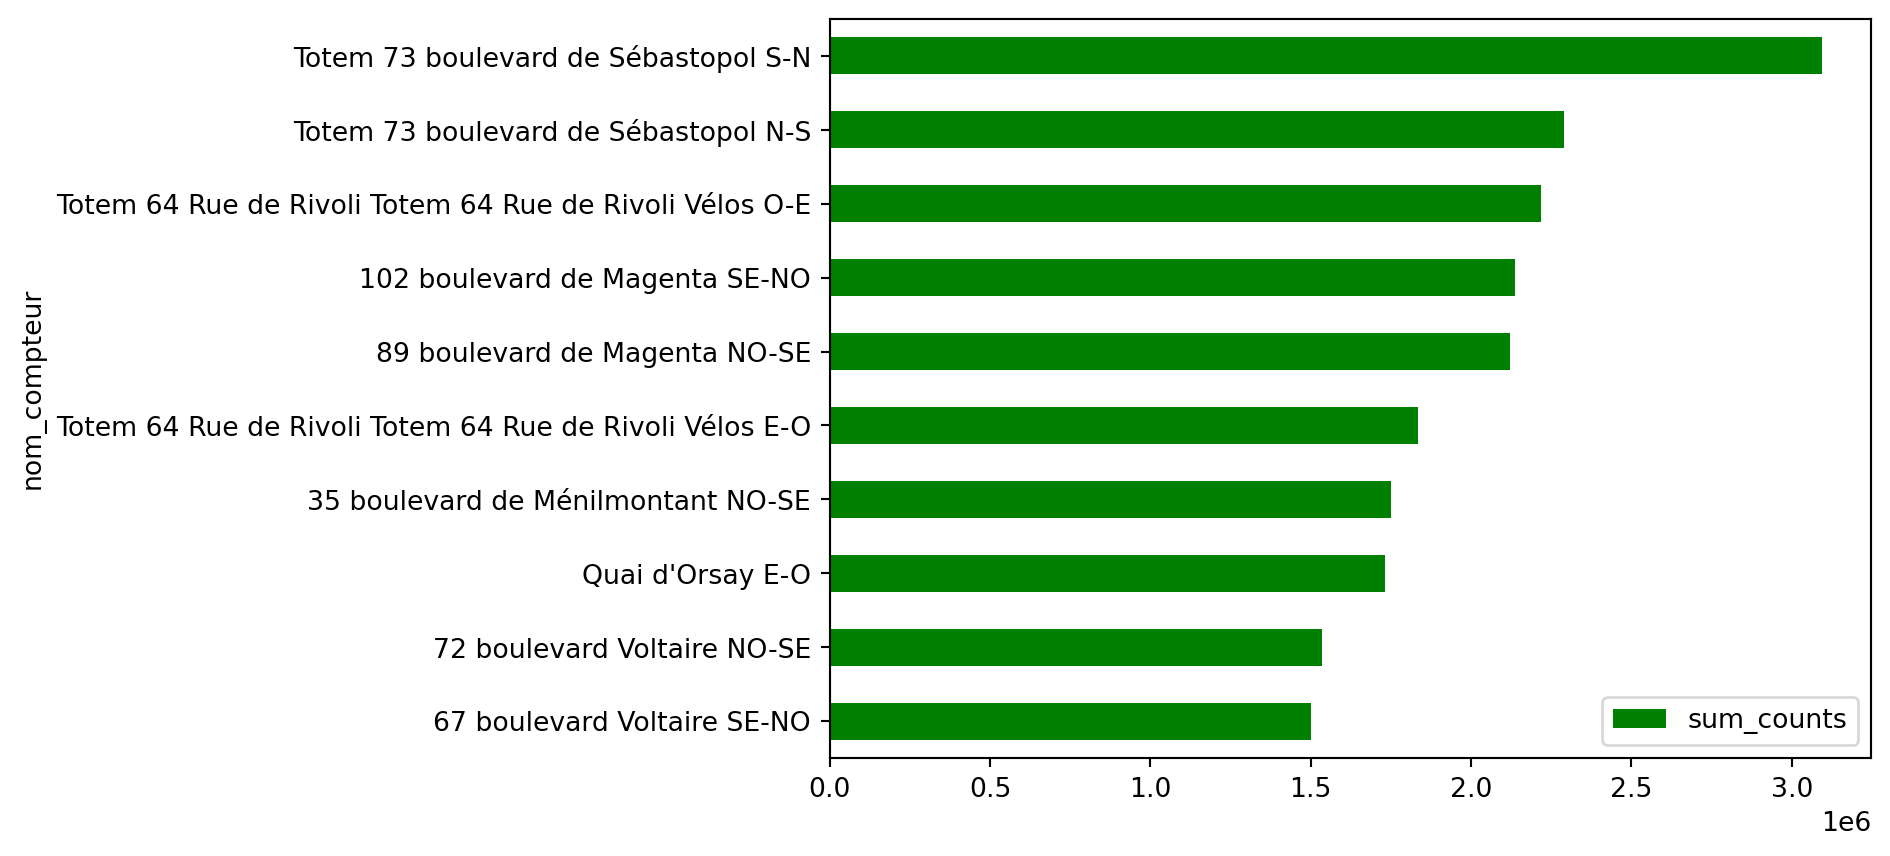 Totem 73 boulevard de Sébastopol S-N
Totem 73 boulevard de Sébastopol N-S
Totem 64 Rue de Rivoli Totem 64 Rue de Rivoli Vélos O-E
102 boulevard de Magenta SE-NO
89 boulevard de Magenta NO-SE
Totem 64 Rue de Rivoli Totem 64 Rue de Rivoli Vélos E-O
35 boulevard de Ménilmontant NO-SE
Quai d'Orsay E-O
72 boulevard Voltaire NO-SE
67 boulevard Voltaire SE-NO
nom_compteur
sum_counts
0.0 0.5 1.0 1.5 2.0 2.5 3.0
1e6